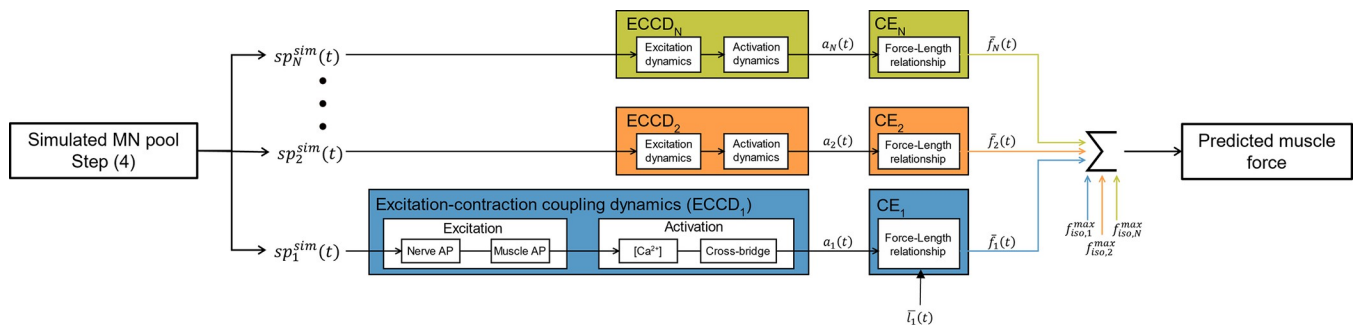 Simulated MN pool
Step (4)
sp_N^sim(t)
ECCD_N
Excitation
dynamics
Activation
dynamics
a_N(t)
CE_N
Force-Length
relationship
f̄_N(t)
sp_2^sim(t)
ECCD_2
Excitation
dynamics
Activation
dynamics
a_2(t)
CE_2
Force-Length
relationship
f̄_2(t)
sp_1^sim(t)
Excitation-contraction coupling dynamics (ECCD_1)
Excitation
Nerve AP
Muscle AP
Activation
[Ca²⁺]
Cross-bridge
a_1(t)
CE_1
Force-Length
relationship
f̄_1(t)
l̄_1(t)
Σ
f_iso,1^max
f_iso,2^max
f_iso,N^max
Predicted muscle
force